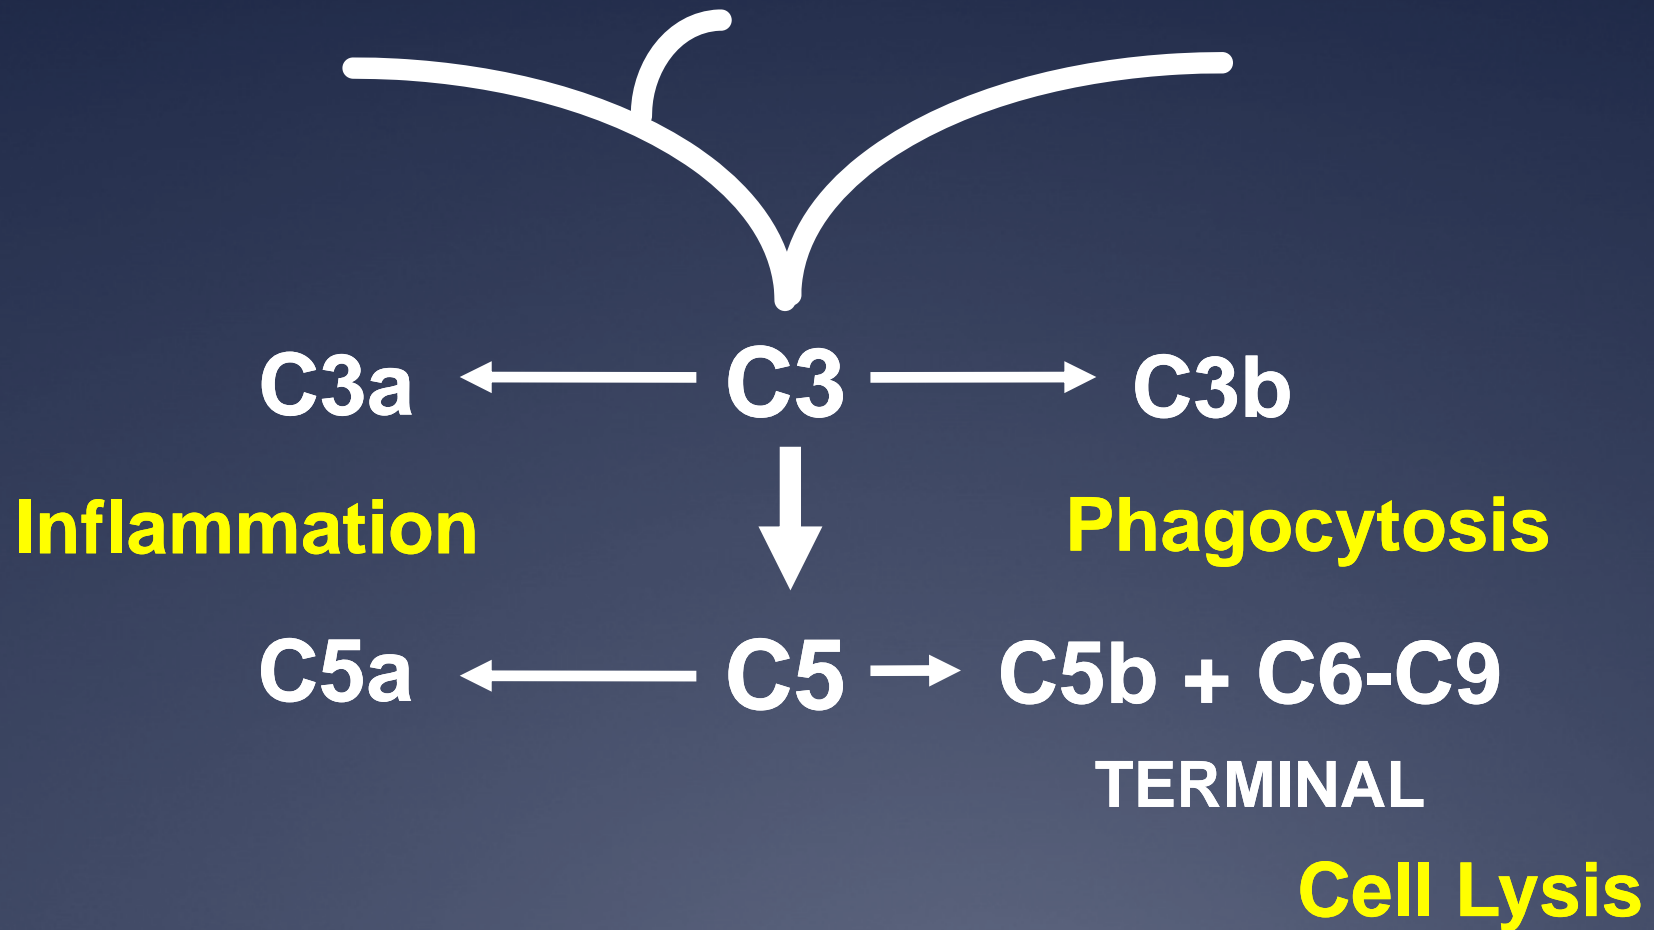 C3a C3 C3b
Inflammation Phagocytosis
C5a C5 C5b + C6-C9
TERMINAL
Cell Lysis